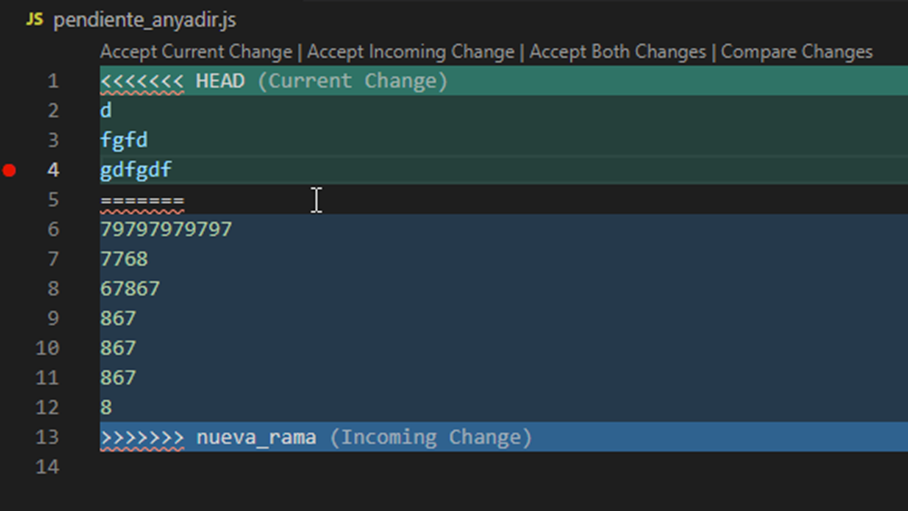 JS pendiente_anyadir.js
Accept Current Change | Accept Incoming Change | Accept Both Changes | Compare Changes
1 <<<<<<< HEAD (Current Change)
2 d
3 fgfd
4 gdfgdf
5 =======
6 79797979797
7 7768
8 67867
9 867
10 867
11 867
12 8
13 >>>>>>> nueva_rama (Incoming Change)
14